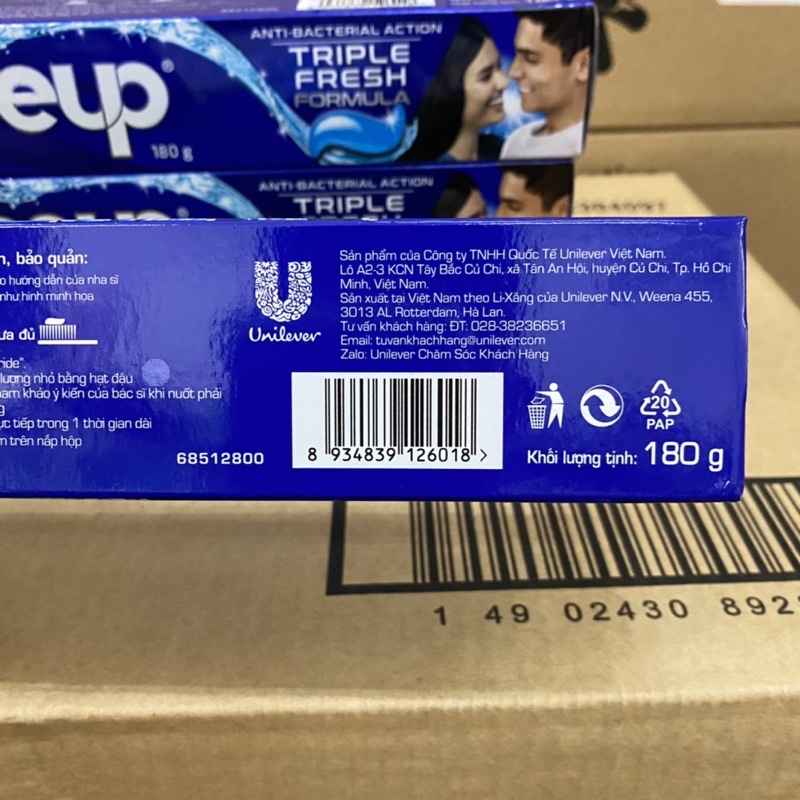 ANTI-BACTERIAL ACTION
TRIPLE
FRESH
FORMULA
eup®
180 g
ANTI-BACTERIAL ACTION
TRIPLE
bảo quản:
hướng dẫn của nha sĩ
như hình minh họa
đủ
lượng nhỏ bằng hạt đậu
khảo ý kiến của bác sĩ khi nuốt phải
tiếp trong 1 thời gian dài
trên nắp hộp
68512800
Unilever
Sản phẩm của Công ty TNHH Quốc Tế Unilever Việt Nam.
Lô A2-3 KCN Tây Bắc Củ Chi, xã Tân An Hội, huyện Củ Chi, Tp. Hồ Chí
Minh, Việt Nam.
Sản xuất tại Việt Nam theo Li-Xăng của Unilever N.V., Weena 455,
3013 AL Rotterdam, Hà Lan.
Tư vấn khách hàng: ĐT: 028-38236651
Email: tuvankhachhang@unilever.com
Zalo: Unilever Chăm Sóc Khách Hàng
8 934839 126018 >
20
PAP
Khối lượng tịnh: 180 g
1 49 02430 892